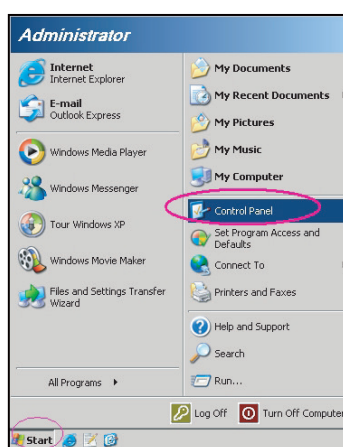 Administrator
Internet
Internet Explorer
E-mail
Outlook Express
Windows Media Player
Windows Messenger
Tour Windows XP
Windows Movie Maker
Files and Settings Transfer
Wizard
All Programs
My Documents
My Recent Documents
My Pictures
My Music
My Computer
Control Panel
Set Program Access and
Defaults
Connect To
Printers and Faxes
Help and Support
Search
Run...
Log Off
Turn Off Computer
Start